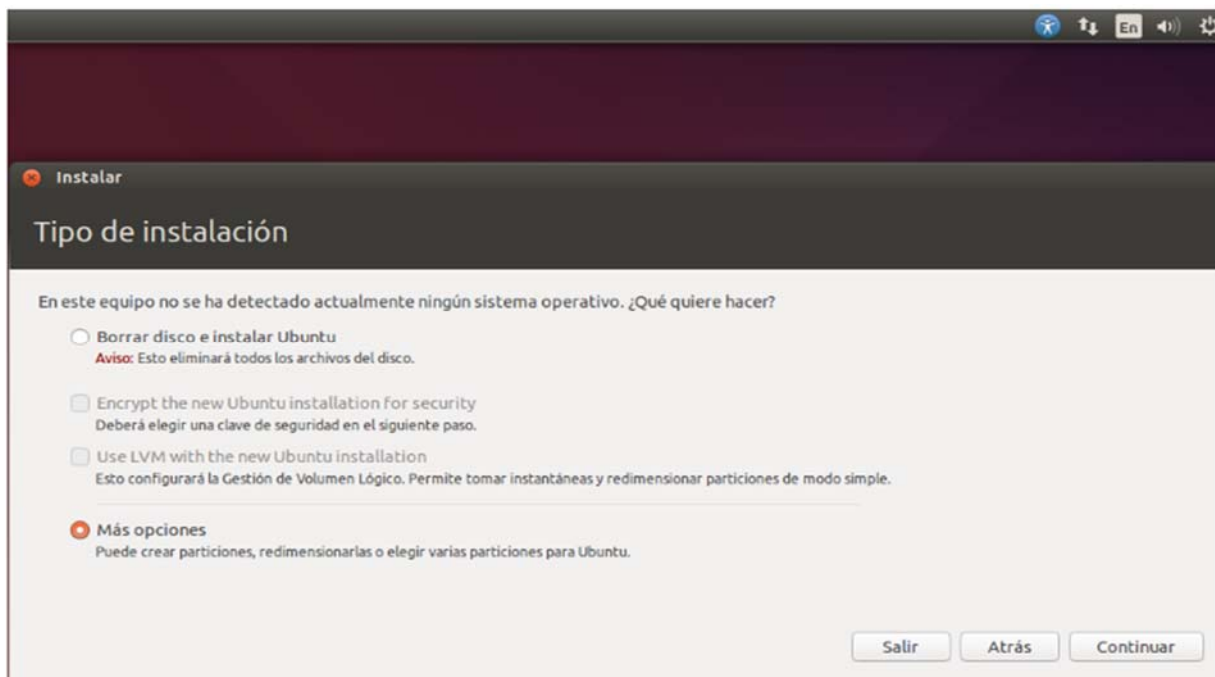 En
Instalar
Tipo de instalación
En este equipo no se ha detectado actualmente ningún sistema operativo. ¿Qué quiere hacer?
Borrar disco e instalar Ubuntu
Aviso: Esto eliminará todos los archivos del disco.
Encrypt the new Ubuntu installation for security
Deberá elegir una clave de seguridad en el siguiente paso.
Use LVM with the new Ubuntu installation
Esto configurará la Gestión de Volumen Lógico. Permite tomar instantáneas y redimensionar particiones de modo simple.
Más opciones
Puede crear particiones, redimensionarlas o elegir varias particiones para Ubuntu.
Salir Atrás Continuar